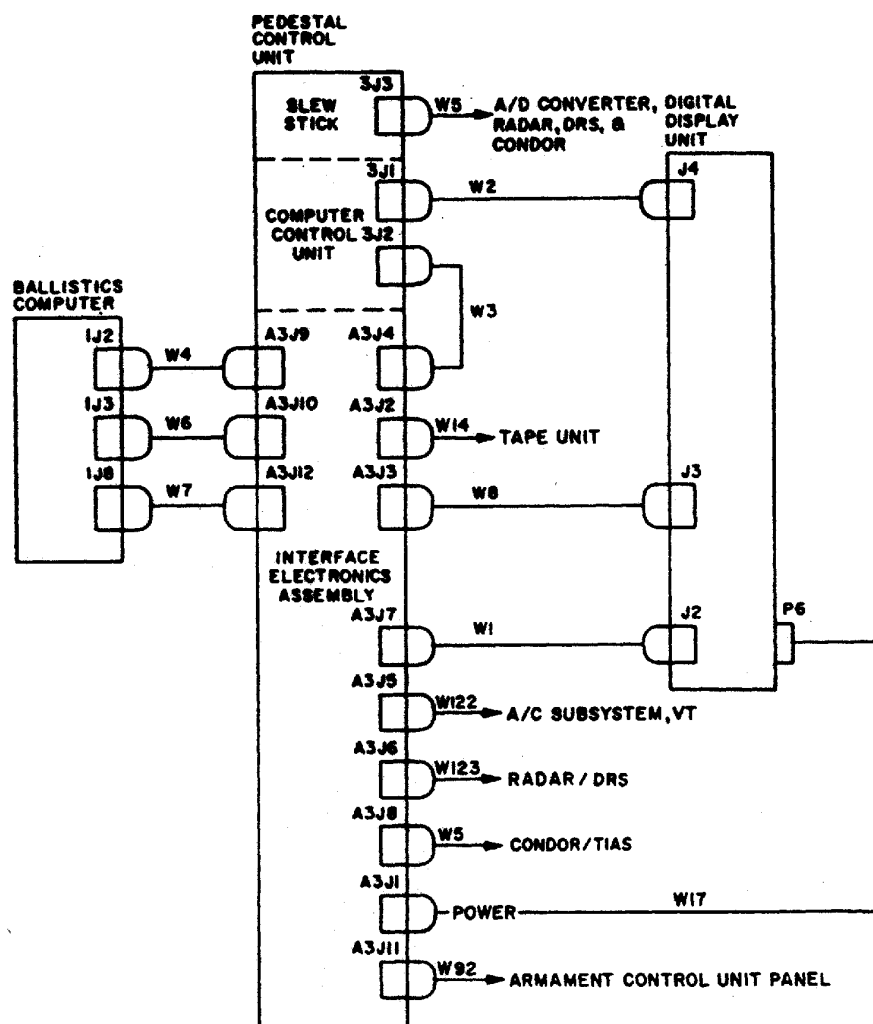 PEDESTAL
CONTROL
UNIT
3J3
SLEW
STICK
W5
A/D CONVERTER,
RADAR, DRS, &
CONDOR
DIGITAL
DISPLAY
UNIT
3J1
W2
J4
COMPUTER
CONTROL 3J2
UNIT
W3
BALLISTICS
COMPUTER
1J2
W4
A3J9
A3J4
1J3
W6
A3J10
A3J2
W14
TAPE UNIT
1J8
W7
A3J12
A3J3
W8
J3
INTERFACE
ELECTRONICS
ASSEMBLY
A3J7
W1
J2
P6
A3J5
W122
A/C SUBSYSTEM, VT
A3J6
W123
RADAR / DRS
A3J8
W5
CONDOR/TIAS
A3J1
POWER
W17
A3J11
W92
ARMAMENT CONTROL UNIT PANEL